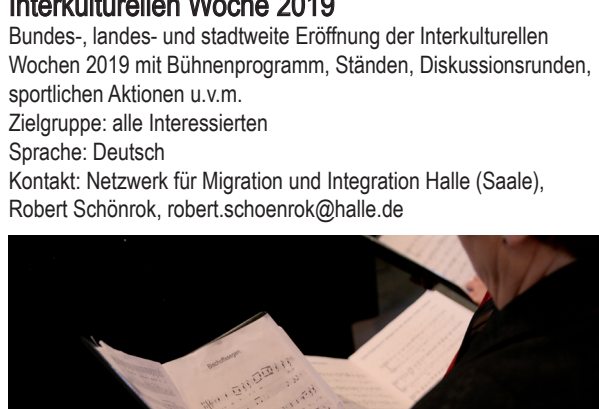 Interkulturellen Woche 2019
Bundes-, landes- und stadtweite Eröffnung der Interkulturellen
Wochen 2019 mit Bühnenprogramm, Ständen, Diskussionsrunden,
sportlichen Aktionen u.v.m.
Zielgruppe: alle Interessierten
Sprache: Deutsch
Kontakt: Netzwerk für Migration und Integration Halle (Saale),
Robert Schönrok, robert.schoenrok@halle.de